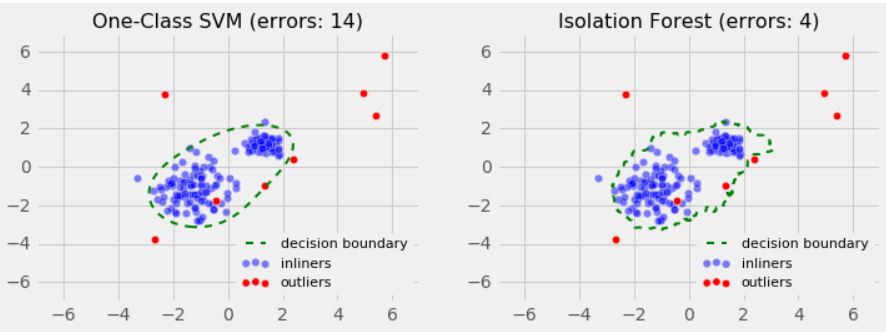 One-Class SVM (errors: 14)
6
4
2
0
−2
−4
−6
−6 −4 −2 0 2 4 6
decision boundary
inliners
outliers
Isolation Forest (errors: 4)
6
4
2
0
−2
−4
−6
−6 −4 −2 0 2 4 6
decision boundary
inliners
outliers